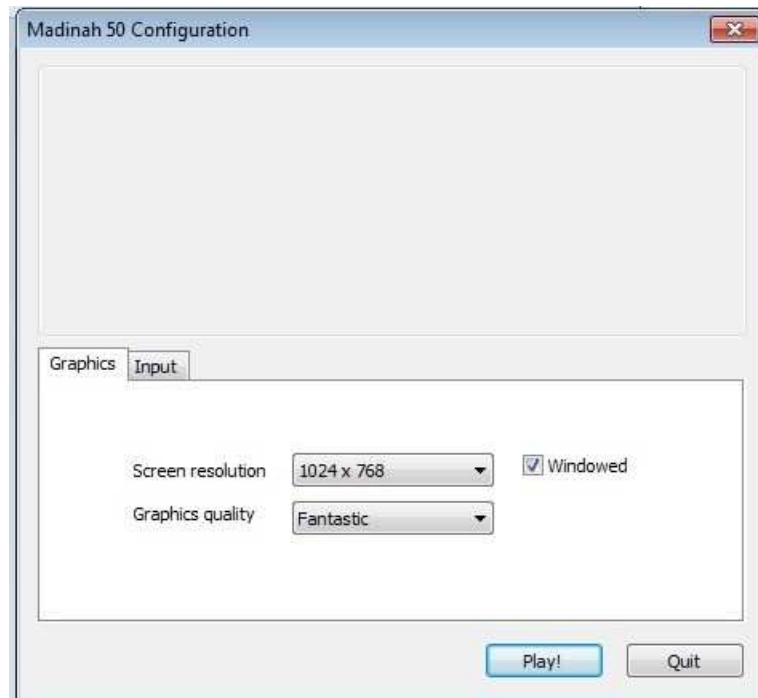 Madinah 50 Configuration
Graphics
Input
Screen resolution
1024 x 768
Windowed
Graphics quality
Fantastic
Play!
Quit